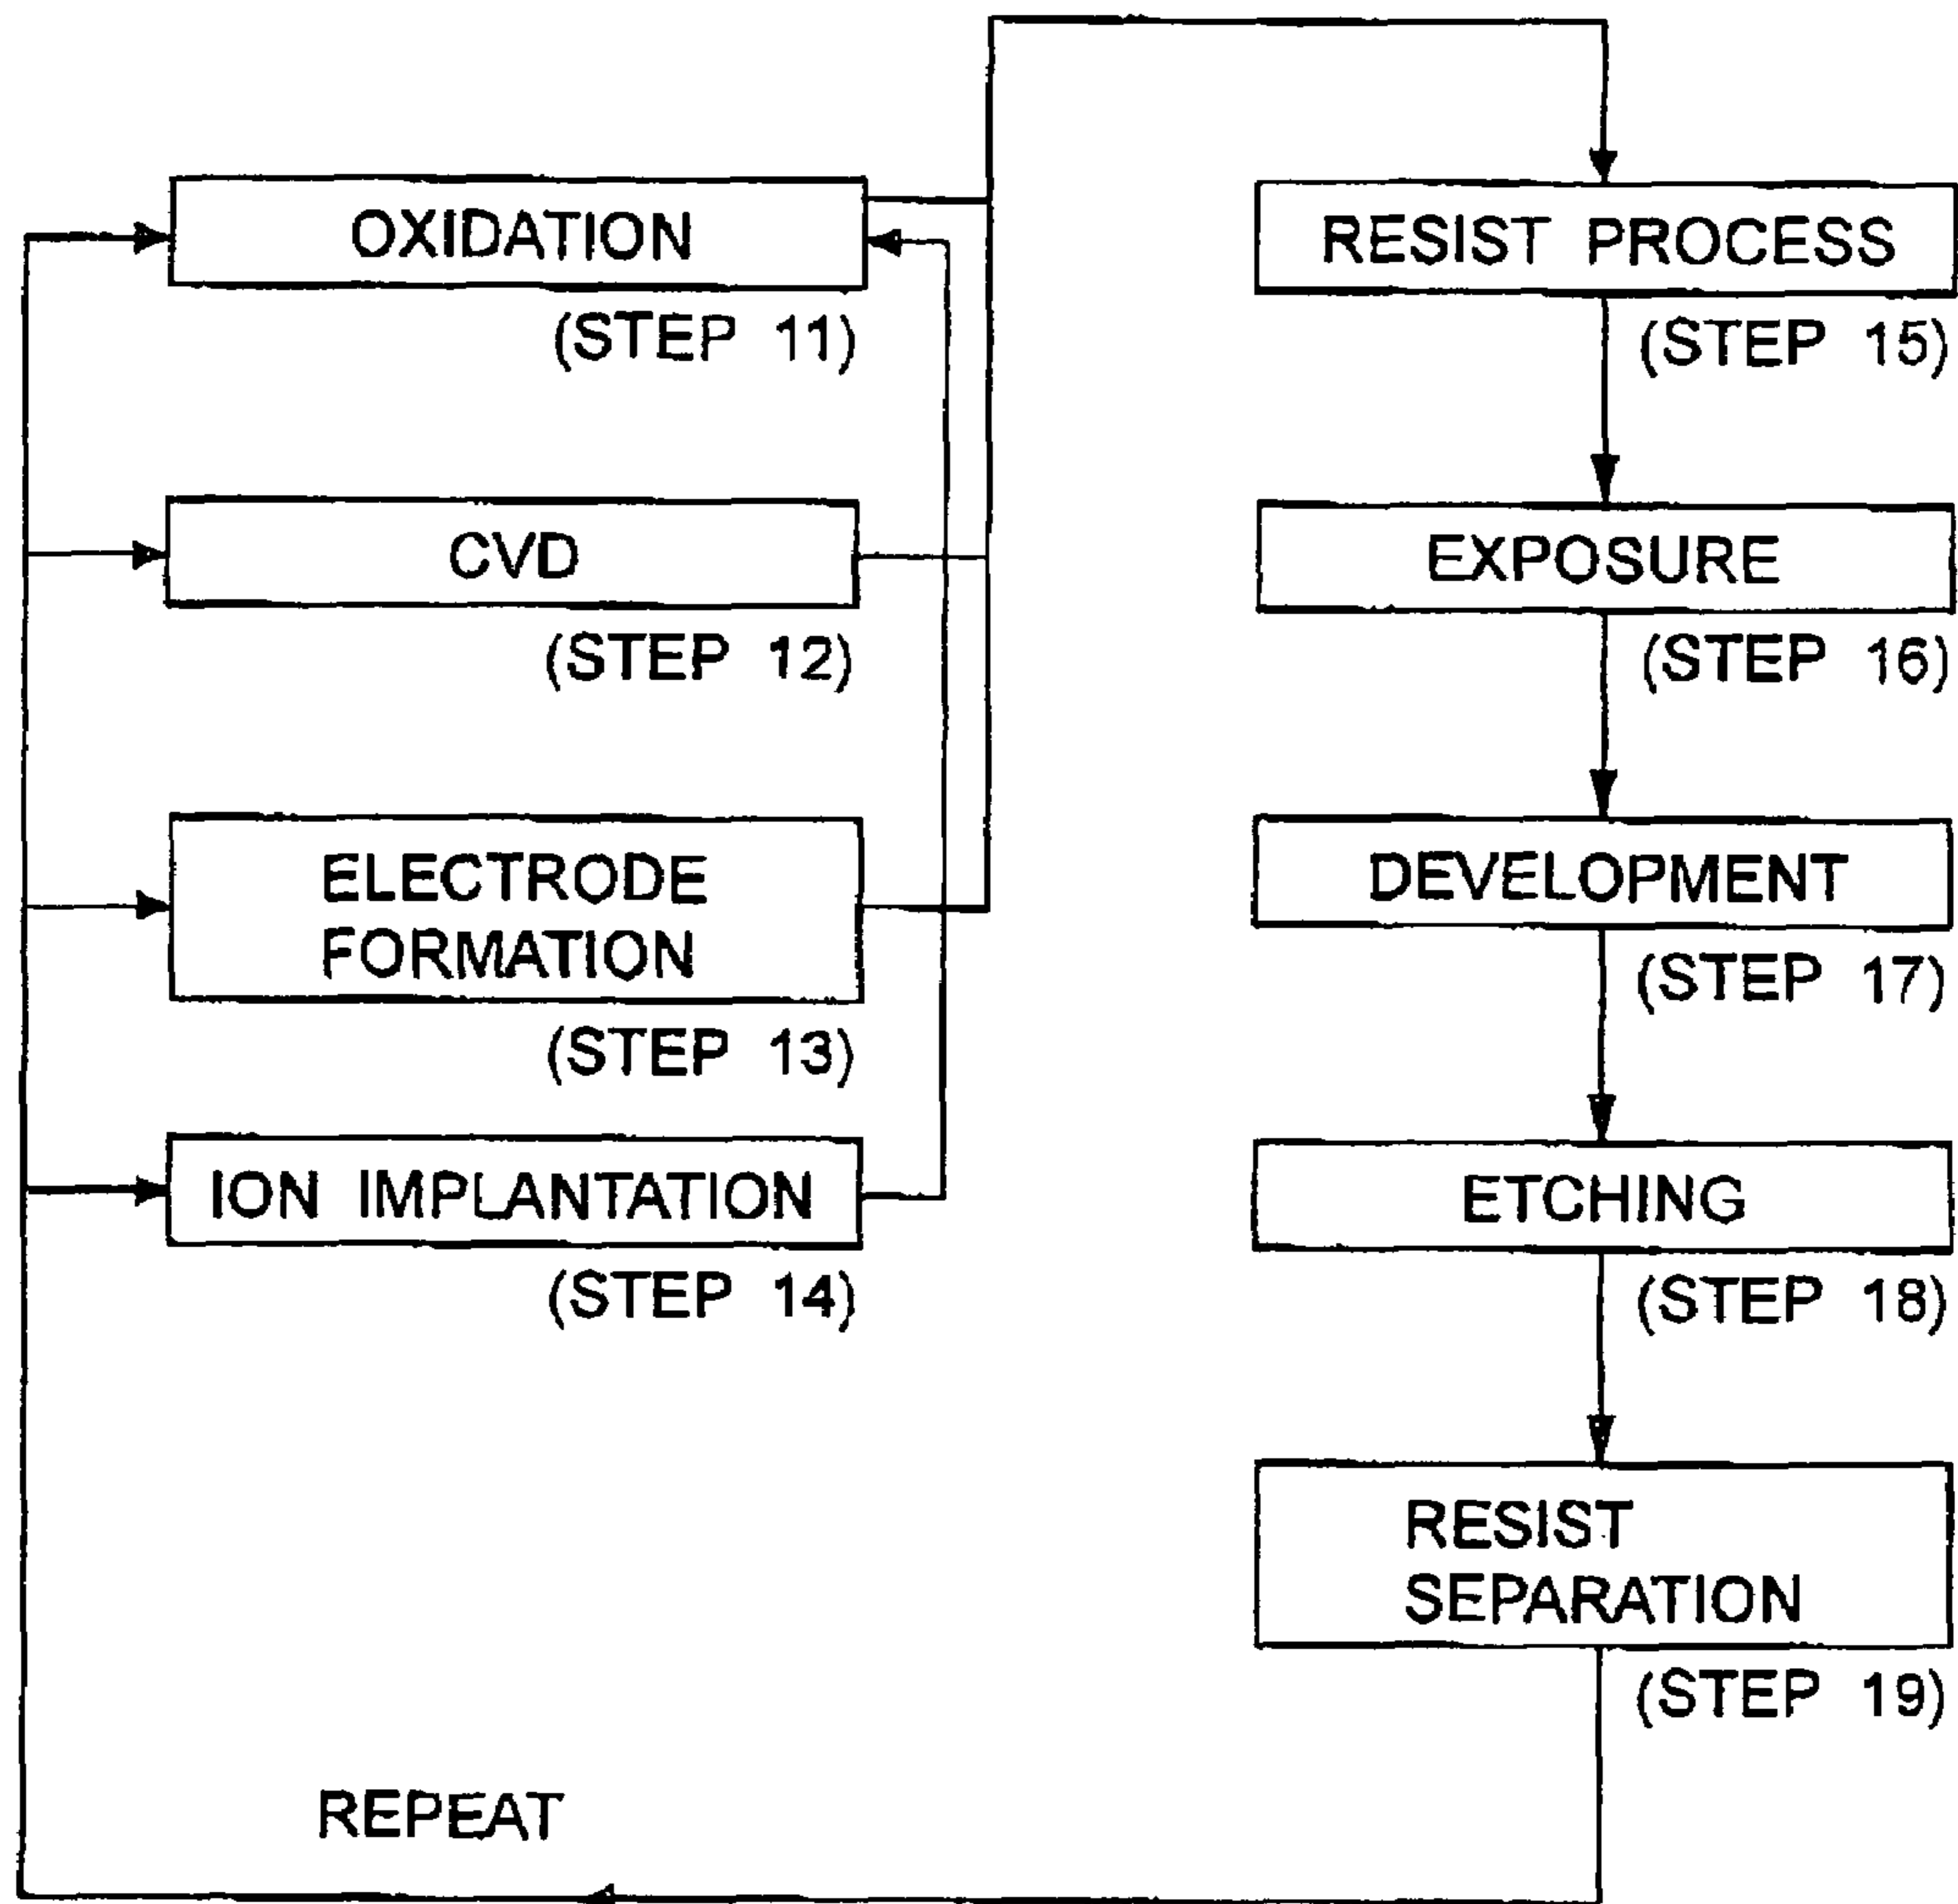 OXIDATION
(STEP 11)
CVD
(STEP 12)
ELECTRODE
FORMATION
(STEP 13)
ION IMPLANTATION
(STEP 14)
RESIST PROCESS
(STEP 15)
EXPOSURE
(STEP 16)
DEVELOPMENT
(STEP 17)
ETCHING
(STEP 18)
RESIST
SEPARATION
(STEP 19)
REPEAT